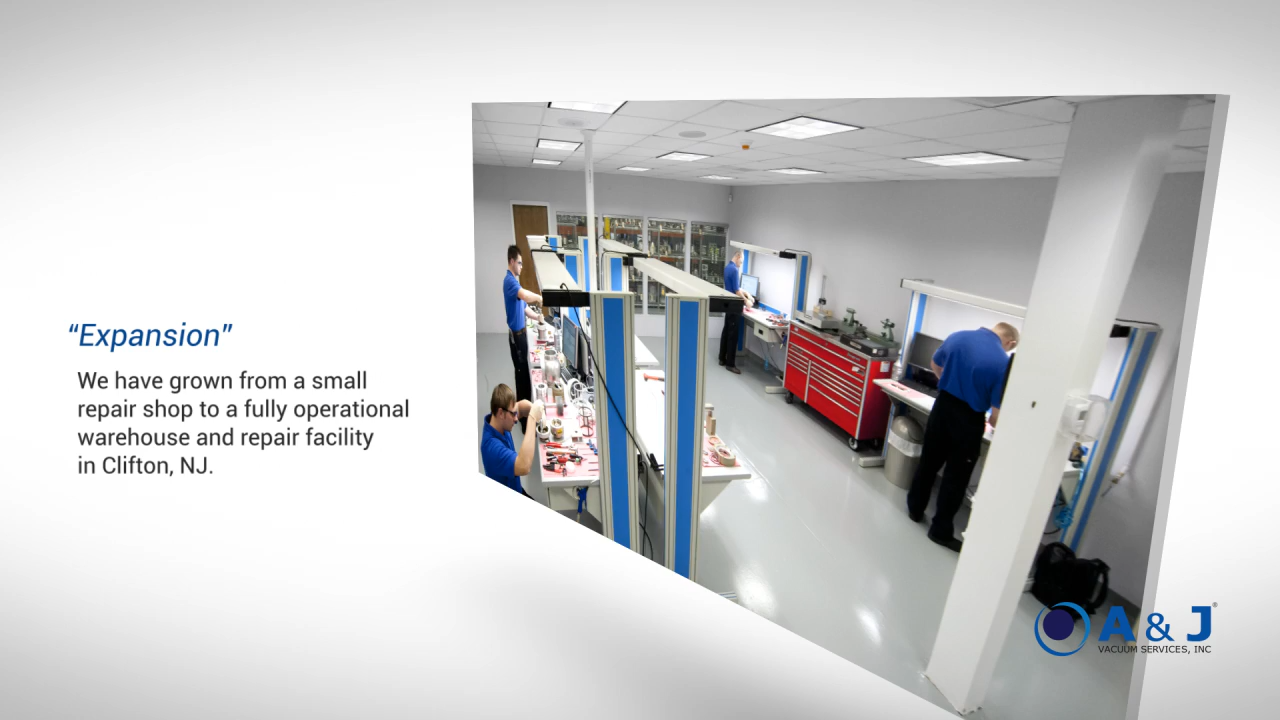 “Expansion”
We have grown from a small
repair shop to a fully operational
warehouse and repair facility
in Clifton, NJ.
A & J®
VACUUM SERVICES, INC